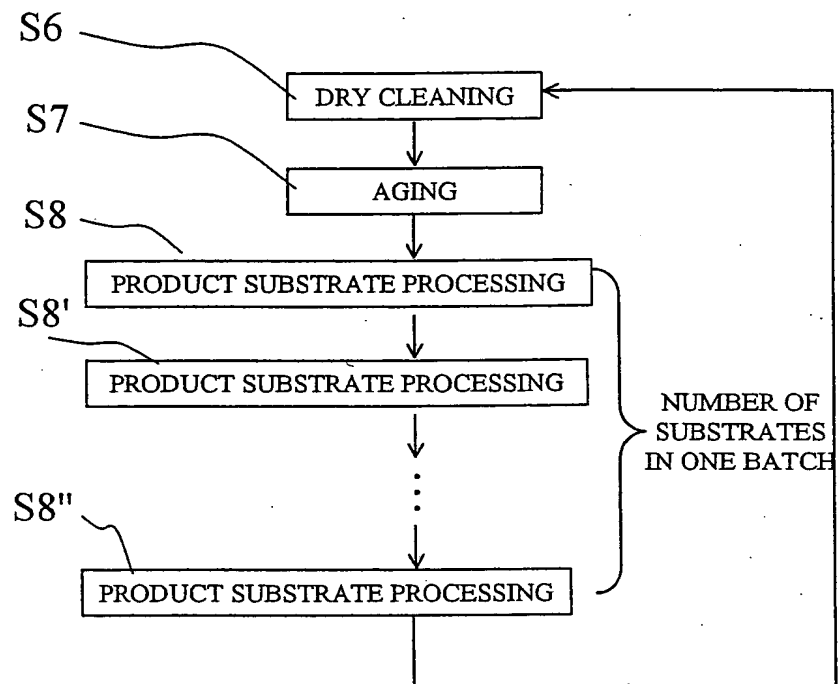 S6
DRY CLEANING
S7
AGING
S8
PRODUCT SUBSTRATE PROCESSING
S8'
PRODUCT SUBSTRATE PROCESSING
NUMBER OF
SUBSTRATES
IN ONE BATCH
S8"
PRODUCT SUBSTRATE PROCESSING